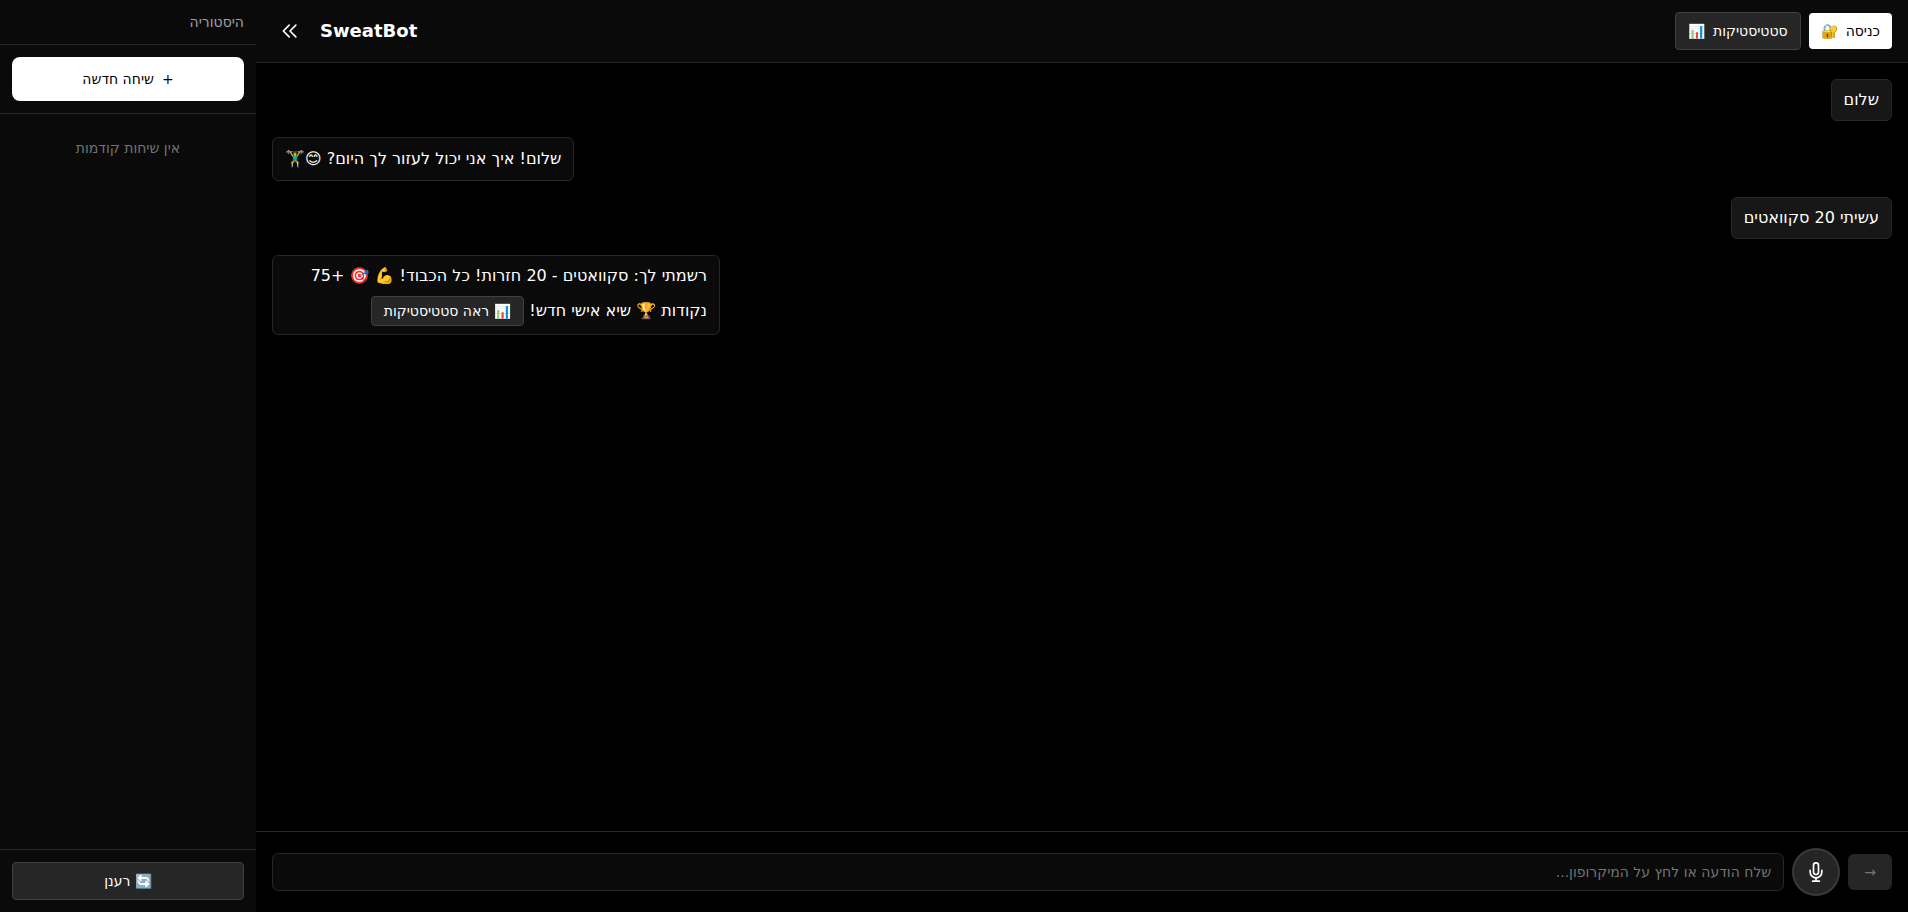 היסטוריה
+ שיחה חדשה
אין שיחות קודמות
🔄 רענן
SweatBot
סטטיסטיקות 📊
כניסה 🔐
שלום
שלום! איך אני יכול לעזור לך היום? 😊🏋️
עשיתי 20 סקוואטים
רשמתי לך: סקוואטים - 20 חזרות! כל הכבוד! 💪 🎯 +75
נקודות 🏆 שיא אישי חדש! 📊 ראה סטטיסטיקות
שלח הודעה או לחץ על המיקרופון...
→